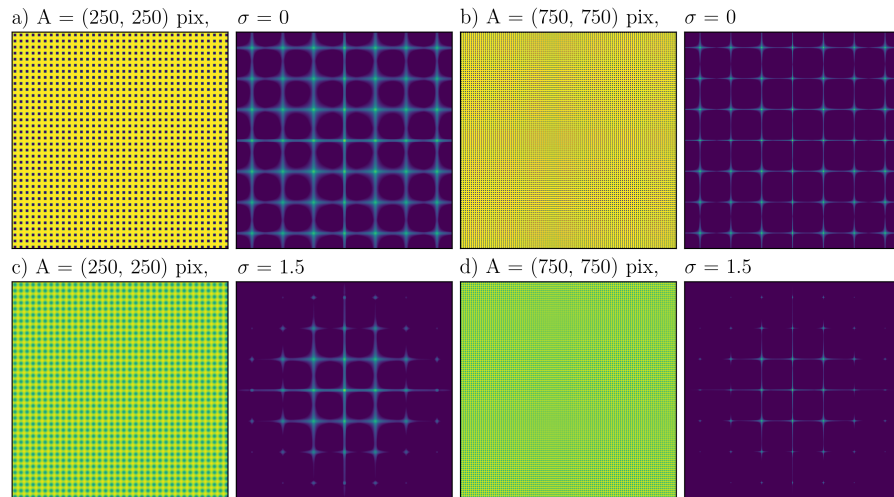 a) A = (250, 250) pix, σ = 0
b) A = (750, 750) pix, σ = 0
c) A = (250, 250) pix, σ = 1.5
d) A = (750, 750) pix, σ = 1.5